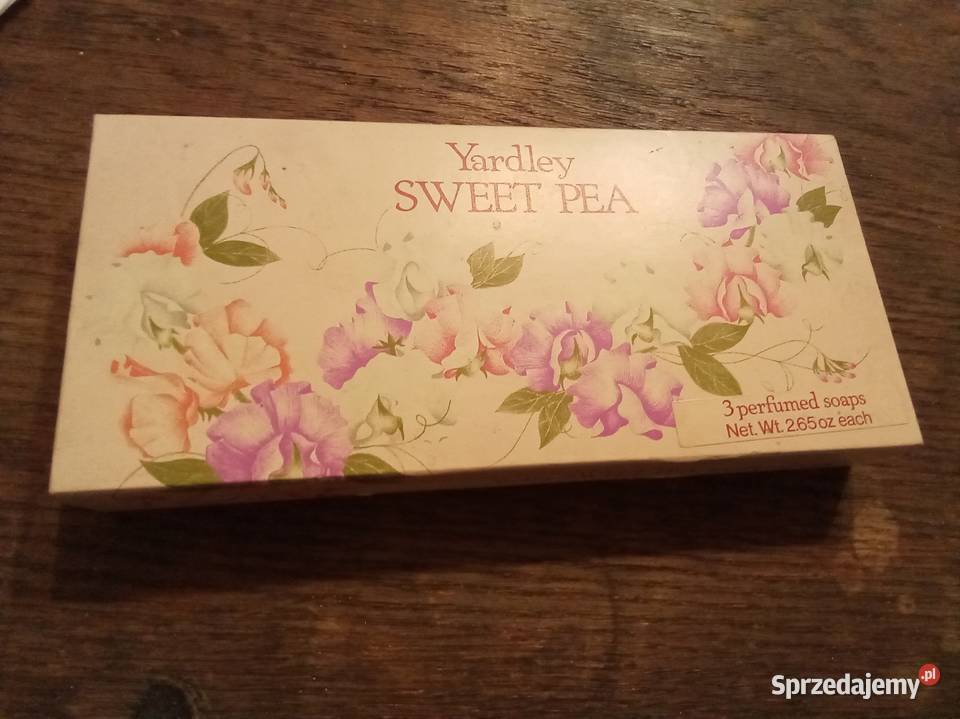 Yardley
SWEET PEA
3 perfumed soaps
Net. Wt. 2.65 oz each
Sprzedajemy.pl